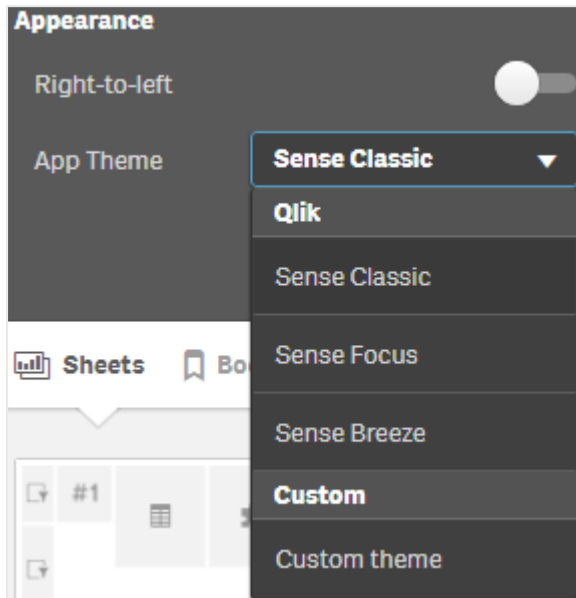 Appearance
Right-to-left
App Theme
Sense Classic
Qlik
Sense Classic
Sense Focus
Sense Breeze
Custom
Custom theme
Sheets
#1